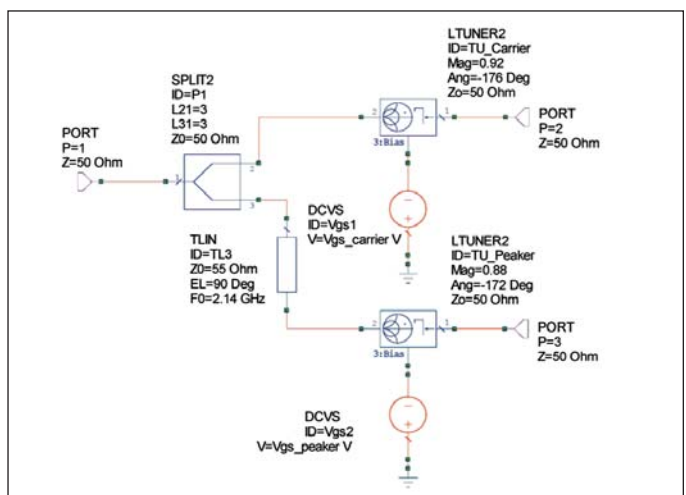 LTUNER2
ID=TU_Carrier
Mag=0.92
Ang=-176 Deg
Zo=50 Ohm
SPLIT2
ID=P1
L21=3
L31=3
Z0=50 Ohm
PORT
P=1
Z=50 Ohm
1
2
3
2
1
3:Bias
PORT
P=2
Z=50 Ohm
DCVS
ID=Vgs1
V=Vgs_carrier V
TLIN
ID=TL3
Z0=55 Ohm
EL=90 Deg
F0=2.14 GHz
LTUNER2
ID=TU_Peaker
Mag=0.88
Ang=-172 Deg
Zo=50 Ohm
2
1
3:Bias
PORT
P=3
Z=50 Ohm
DCVS
ID=Vgs2
V=Vgs_peaker V